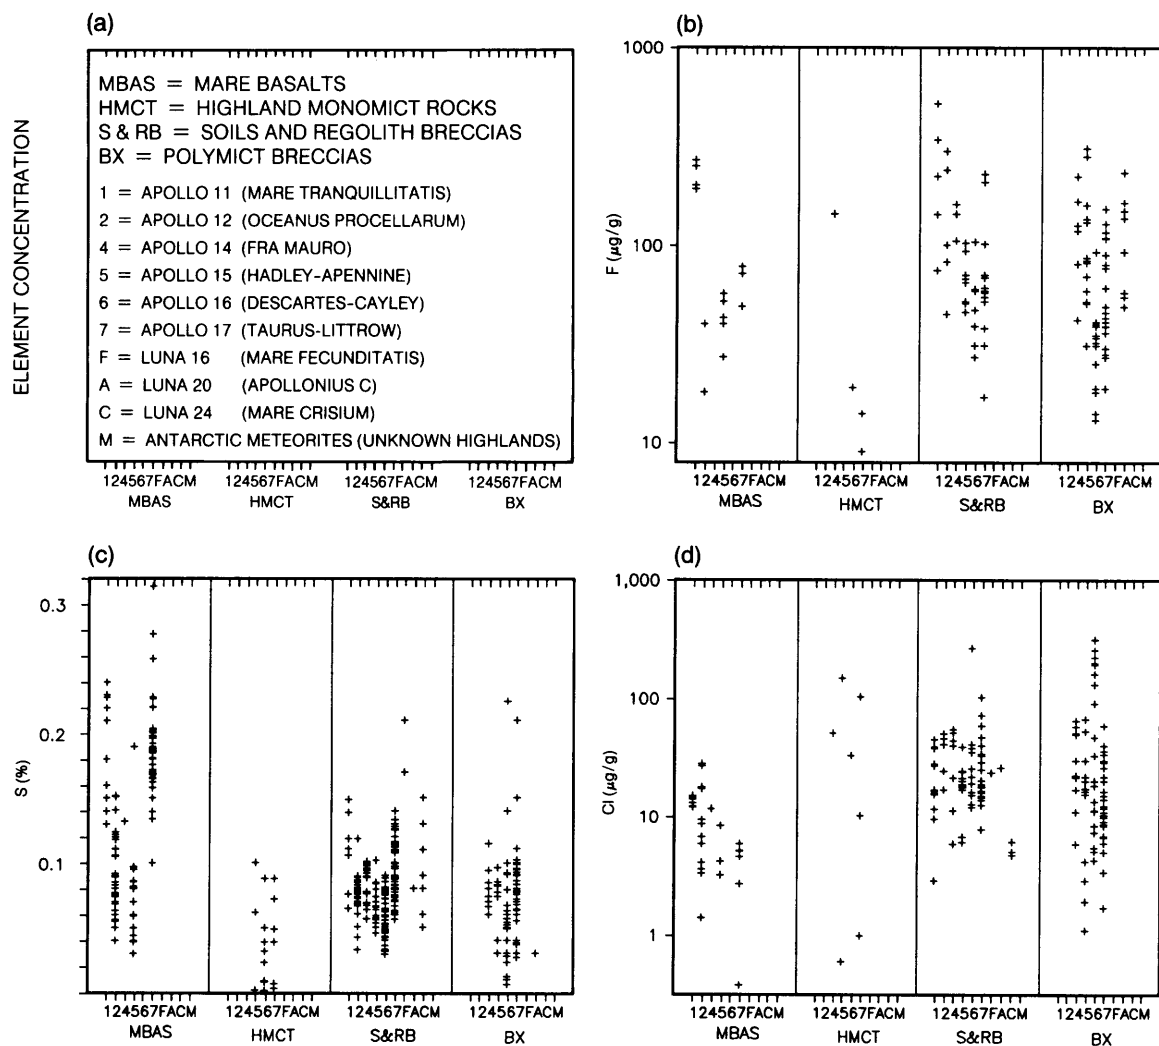 (a)
ELEMENT CONCENTRATION
MBAS = MARE BASALTS
HMCT = HIGHLAND MONOMICT ROCKS
S & RB = SOILS AND REGOLITH BRECCIAS
BX = POLYMICT BRECCIAS
1 = APOLLO 11 (MARE TRANQUILLITATIS)
2 = APOLLO 12 (OCEANUS PROCELLARUM)
4 = APOLLO 14 (FRA MAURO)
5 = APOLLO 15 (HADLEY-APENNINE)
6 = APOLLO 16 (DESCARTES-CAYLEY)
7 = APOLLO 17 (TAURUS-LITTROW)
F = LUNA 16 (MARE FECUNDITATIS)
A = LUNA 20 (APOLLONIUS C)
C = LUNA 24 (MARE CRISIUM)
M = ANTARCTIC METEORITES (UNKNOWN HIGHLANDS)
124567FACM 124567FACM 124567FACM 124567FACM
MBAS HMCT S&RB BX
(b)
1000
100
10
F (μg/g)
124567FACM 124567FACM 124567FACM 124567FACM
MBAS HMCT S&RB BX
(c)
0.3
0.2
0.1
S (%)
124567FACM 124567FACM 124567FACM 124567FACM
MBAS HMCT S&RB BX
(d)
1,000
100
10
1
Cl (μg/g)
124567FACM 124567FACM 124567FACM 124567FACM
MBAS HMCT S&RB BX